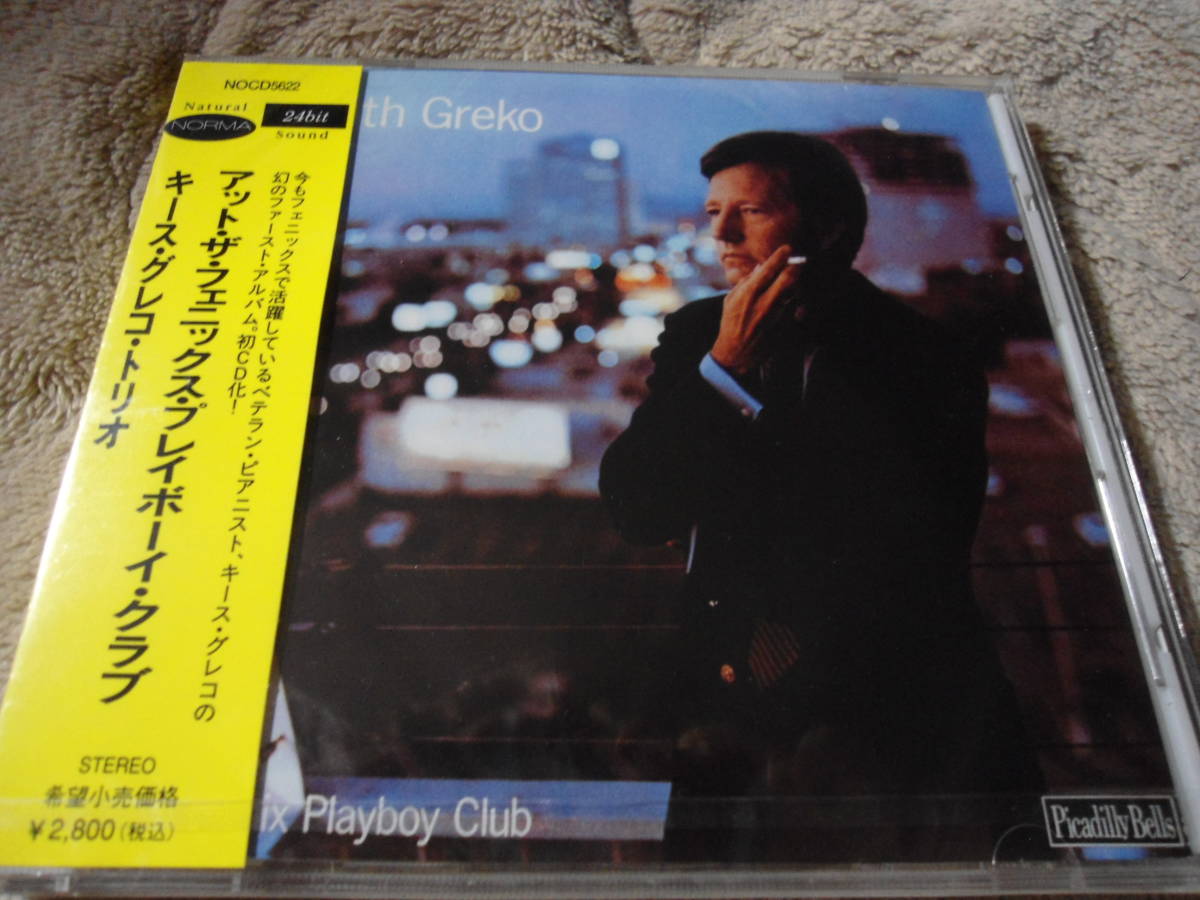 NOCD5622
Natural
NORMA
24bit
Sound
今もフェニックスで活躍しているベテラン・ピアニスト、キース・グレコの
幻のファースト・アルバム。初CD化!
アット・ザ・フェニックス・プレイボーイ・クラブ
キース・グレコ・トリオ
STEREO
希望小売価格
¥2,800(税込)
th Greko
ix Playboy Club
Picadilly Bells